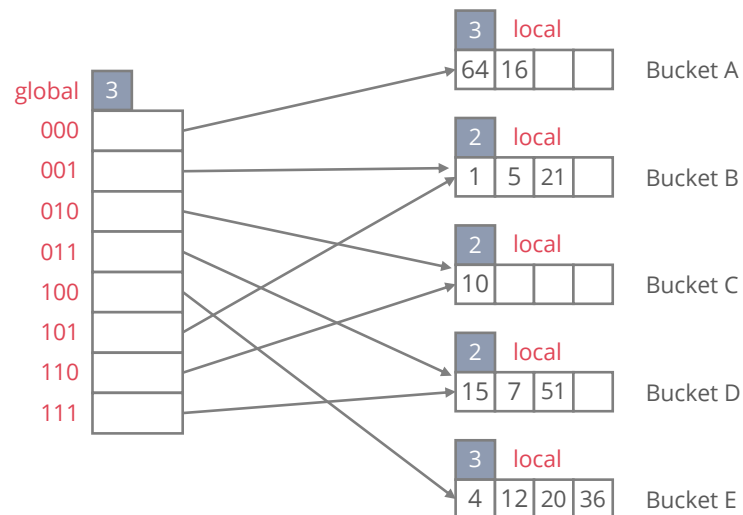 3 local
64 16 Bucket A
global 3
000
001
010
011
100
101
110
111
2 local
1 5 21 Bucket B
2 local
10 Bucket C
2 local
15 7 51 Bucket D
3 local
4 12 20 36 Bucket E